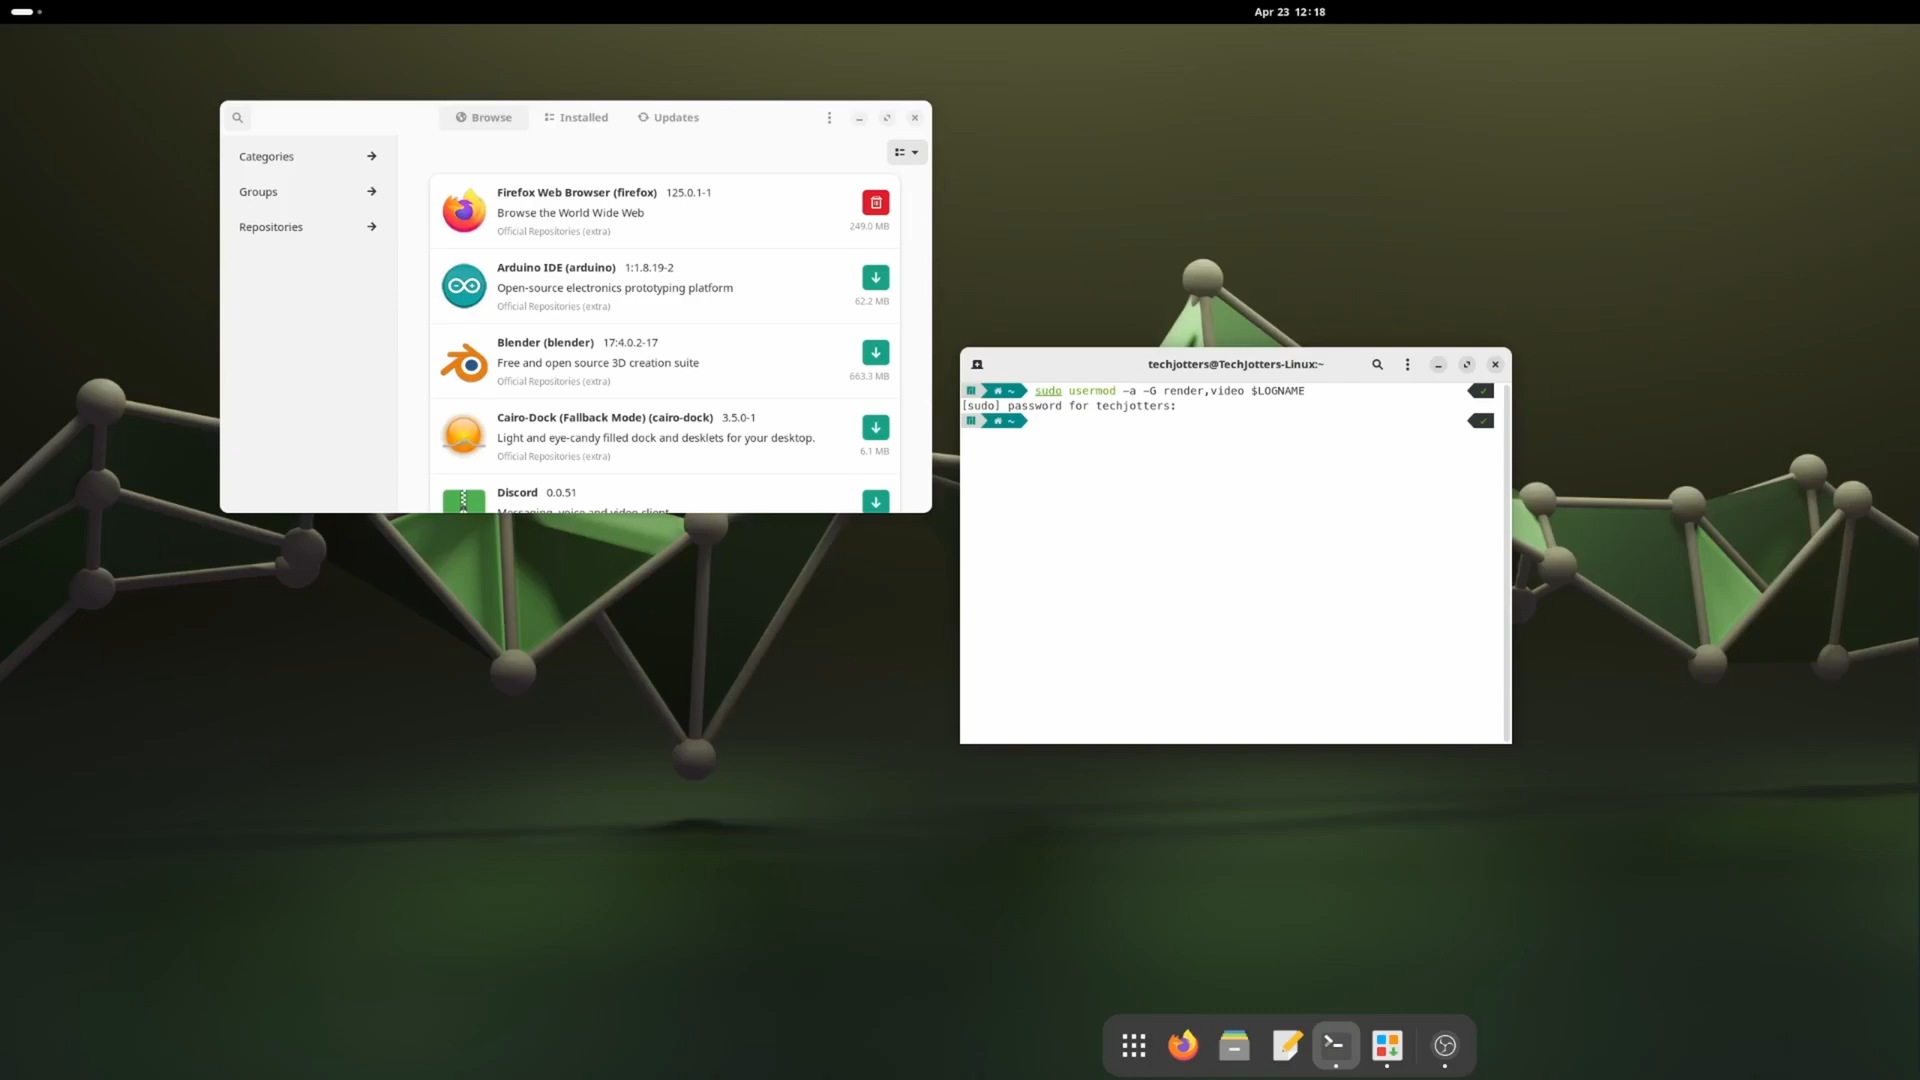 Apr 23 12:18
Browse
Installed
Updates
Categories
Groups
Repositories
Firefox Web Browser (firefox) 125.0.1-1
Browse the World Wide Web
Official Repositories (extra)
249.0 MB
Arduino IDE (arduino) 1:1.8.19-2
Open-source electronics prototyping platform
Official Repositories (extra)
62.2 MB
Blender (blender) 17:4.0.2-17
Free and open source 3D creation suite
Official Repositories (extra)
663.3 MB
Cairo-Dock (Fallback Mode) (cairo-dock) 3.5.0-1
Light and eye-candy filled dock and desklets for your desktop.
Official Repositories (extra)
6.1 MB
Discord 0.0.51
Messaging, voice and video client
techjotters@TechJotters-Linux:~
~ sudo usermod -a -G render,video $LOGNAME
[sudo] password for techjotters:
~